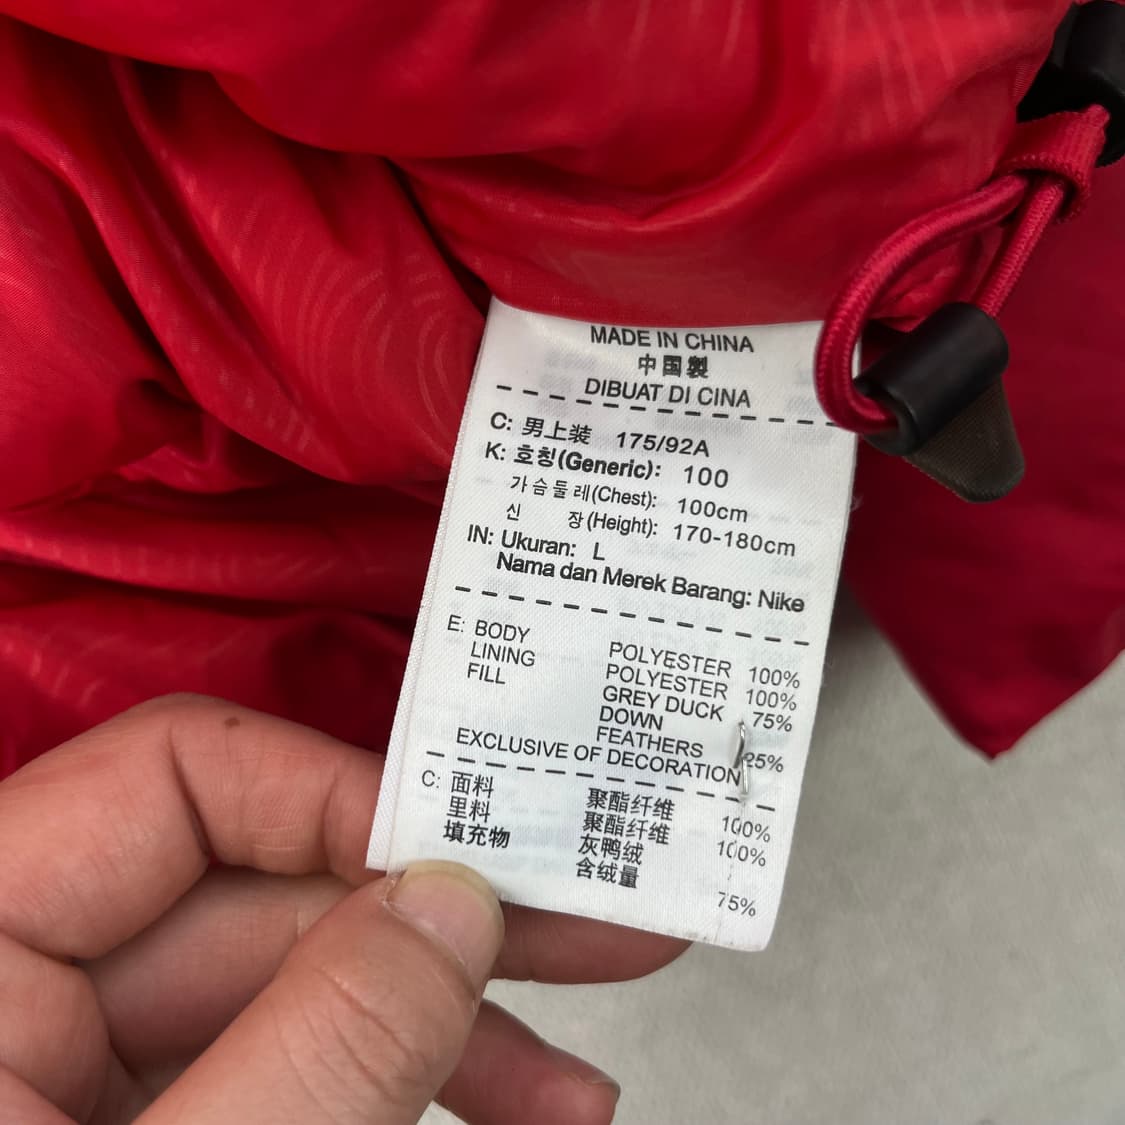 MADE IN CHINA
中国製
DIBUAT DI CINA
C: 男上装 175/92A
K: 호칭(Generic): 100
가슴둘레(Chest): 100cm
신 장(Height): 170-180cm
IN: Ukuran: L
Nama dan Merek Barang: Nike
E: BODY POLYESTER 100%
LINING POLYESTER 100%
FILL GREY DUCK 75%
DOWN
FEATHERS 25%
EXCLUSIVE OF DECORATION
C: 面料 聚酯纤维 100%
里料 聚酯纤维 100%
填充物 灰鸭绒
含绒量 75%